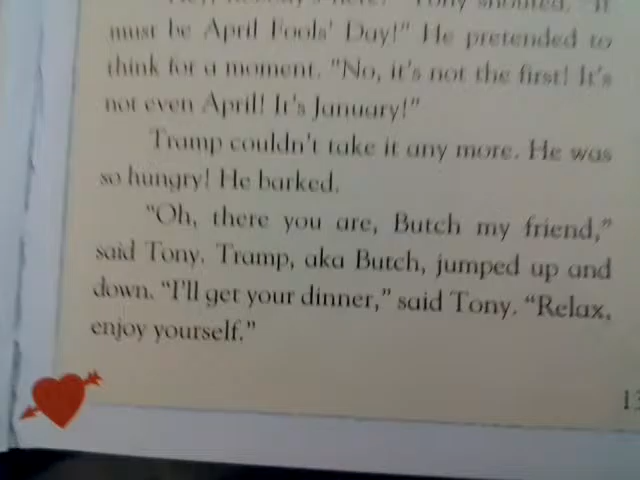 Tony shouted. "It
must be April Fools' Day!" He pretended to
think for a moment. "No, it's not the first! It's
not even April! It's January!"
Tramp couldn't take it any more. He was
so hungry! He barked.
"Oh, there you are, Butch my friend,"
said Tony. Tramp, aka Butch, jumped up and
down. "I'll get your dinner," said Tony. "Relax,
enjoy yourself."